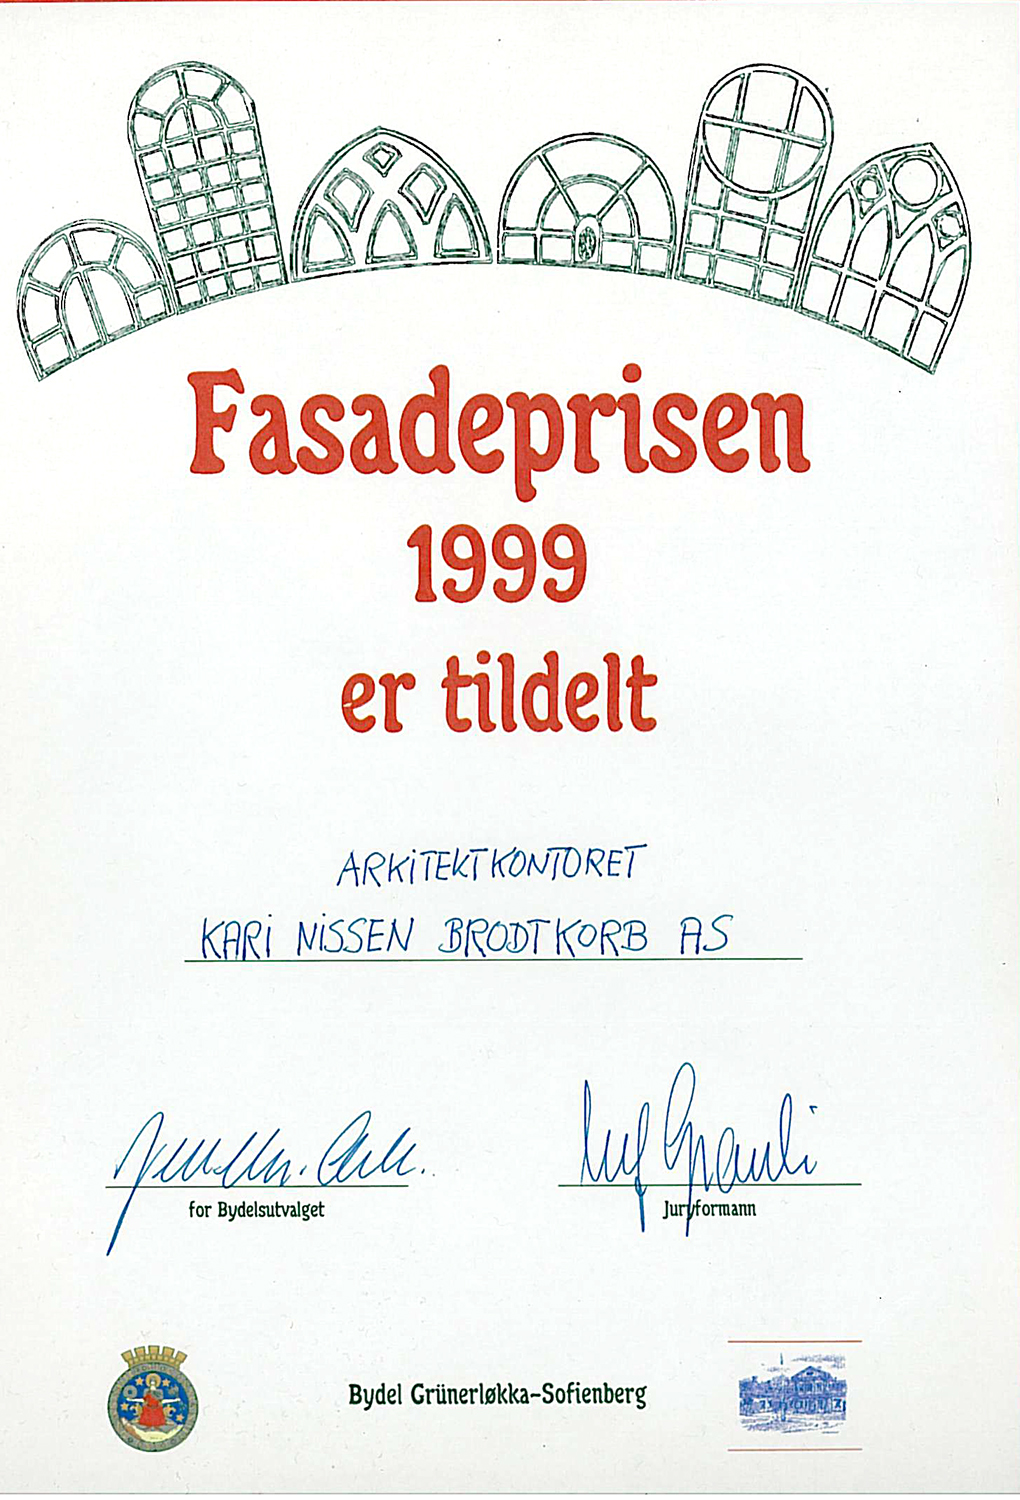 Fasadeprisen
1999
er tildelt
ARKITEKTKONTORET
KARI NISSEN BRODTKORB AS
for Bydelsutvalget
Juryformann
Bydel Grünerløkka-Sofienberg